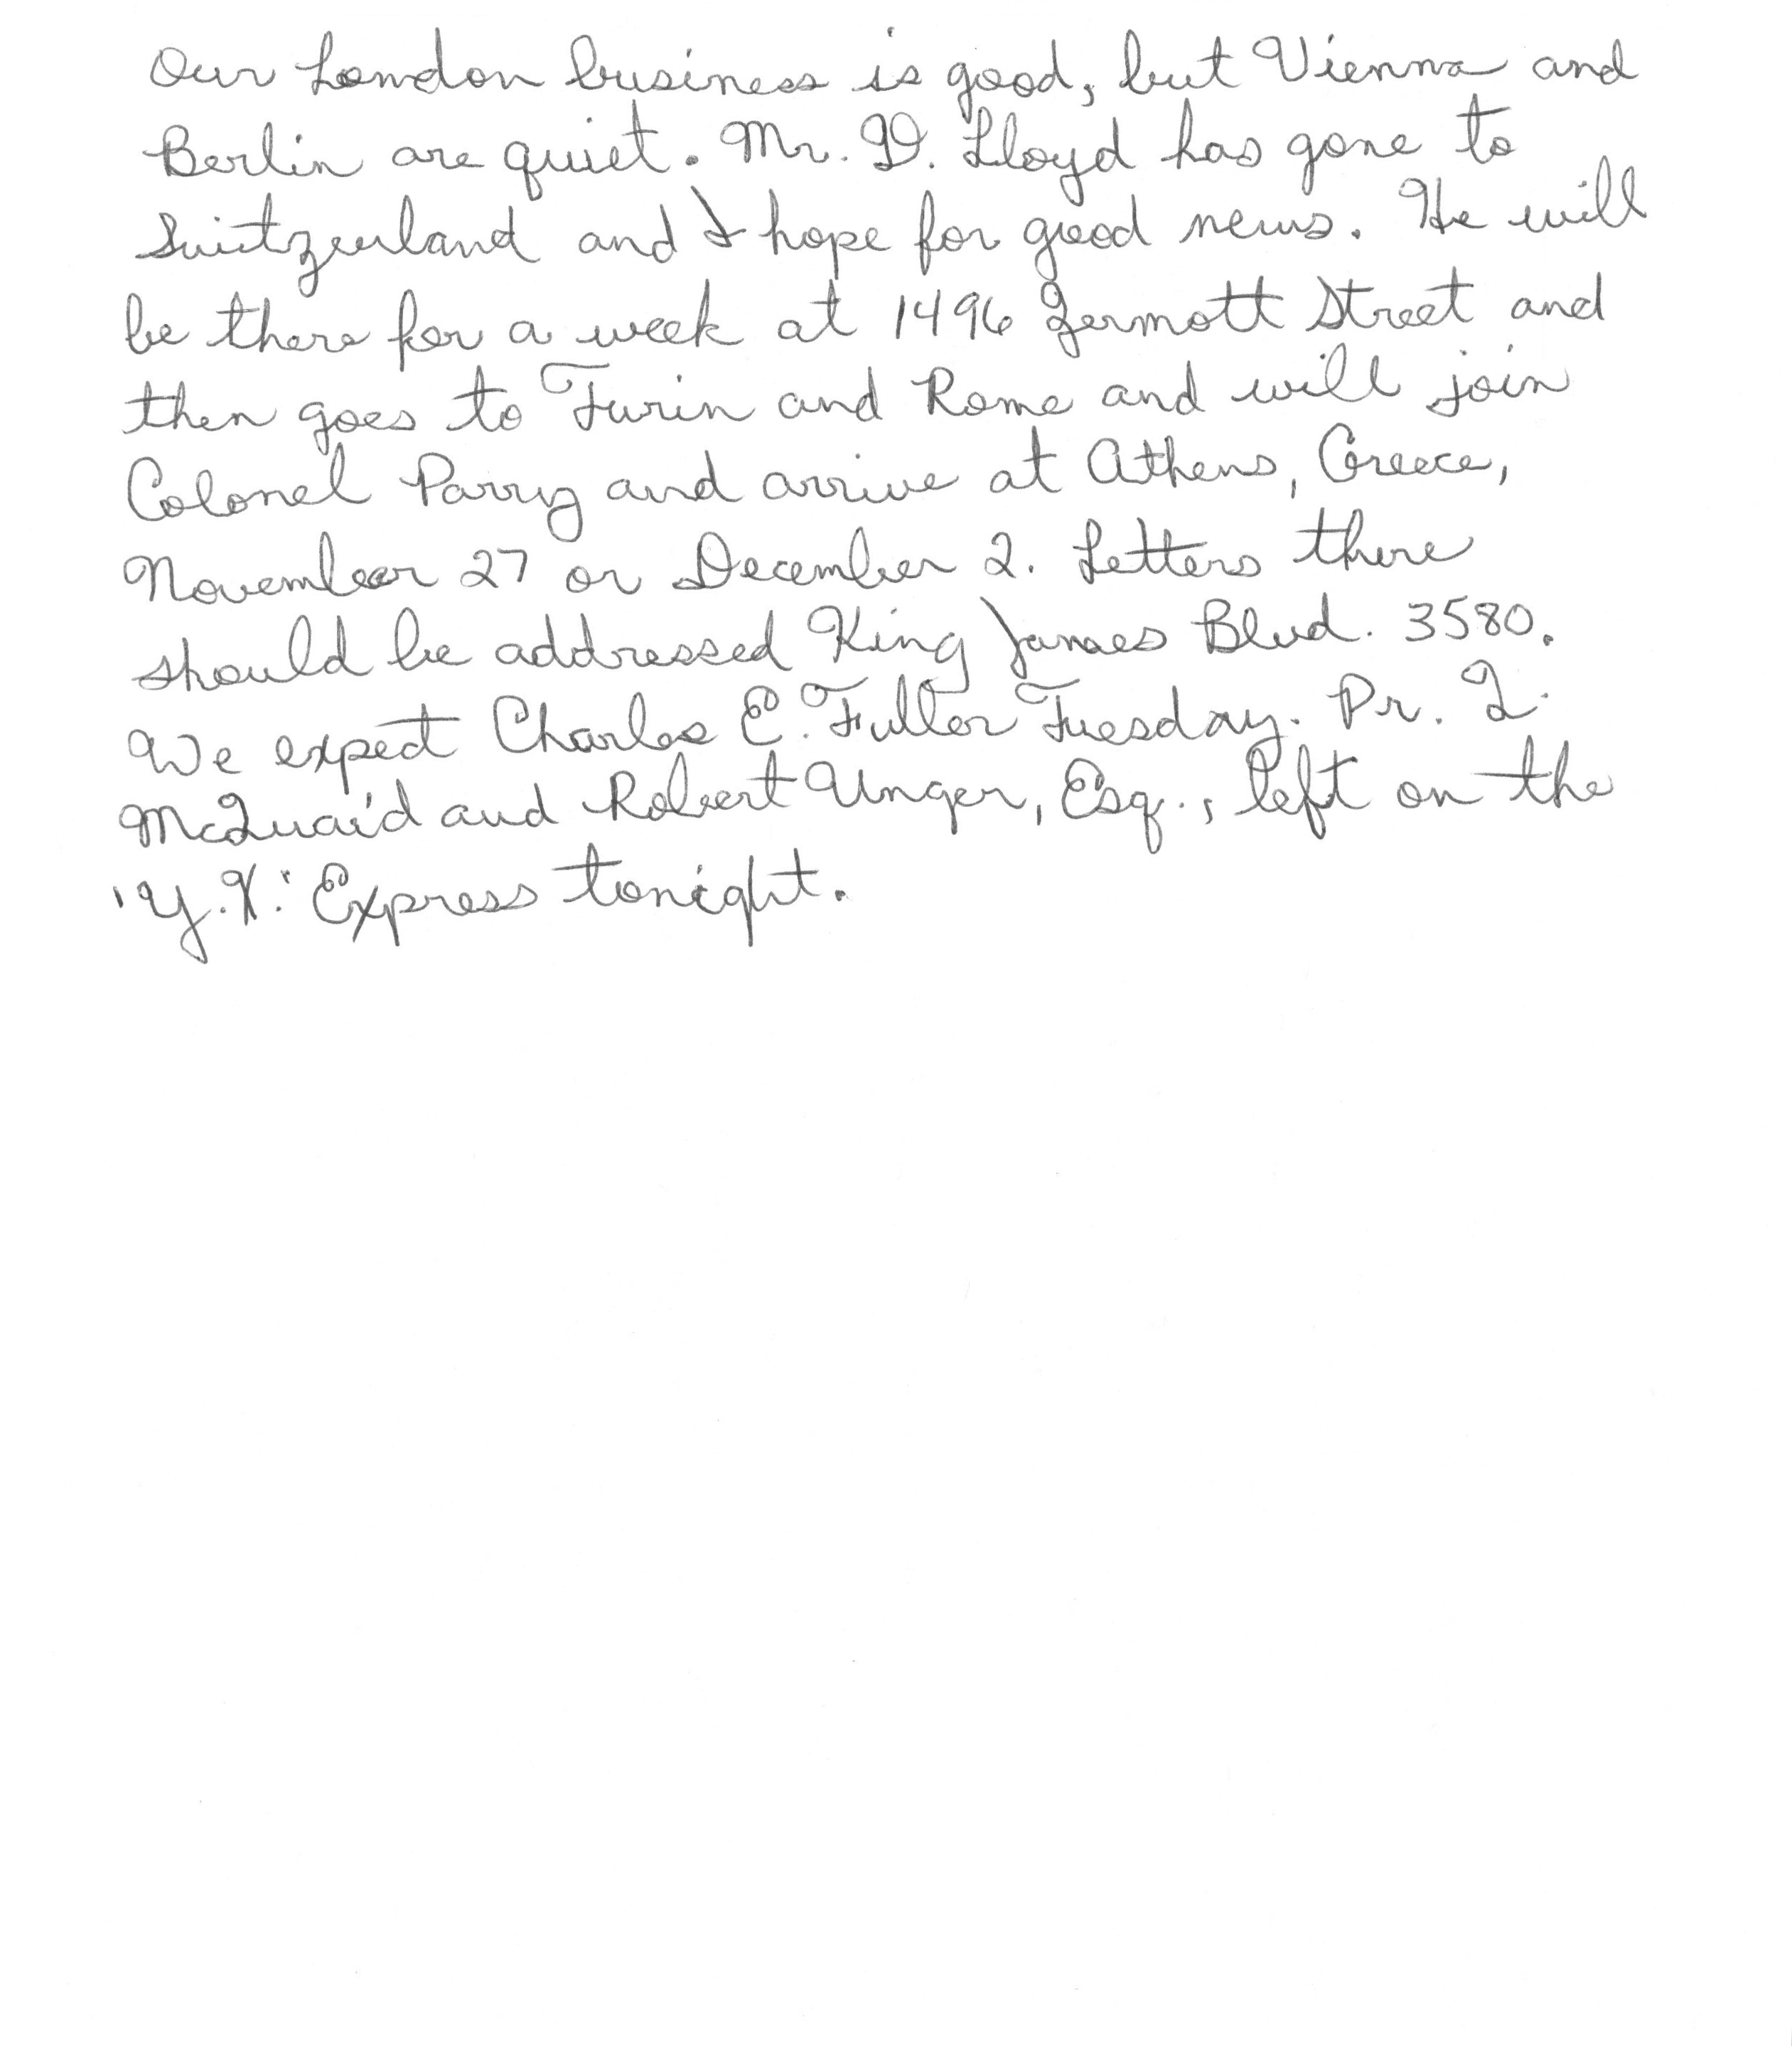 Our London business is good, but Vienna and
Berlin are quiet. Mr. D. Lloyd has gone to
Switzerland and I hope for good news. He will
be there for a week at 1496 Zermott Street and
then goes to Turin and Rome and will join
Colonel Parry and arrive at Athens, Greece,
November 27 or December 2. Letters there
should be addressed King James Blvd. 3580.
We expect Charles E. Fuller Tuesday. Dr. L.
McQuaid and Robert Unger, Esq., left on the
'Y.X.' Express tonight.